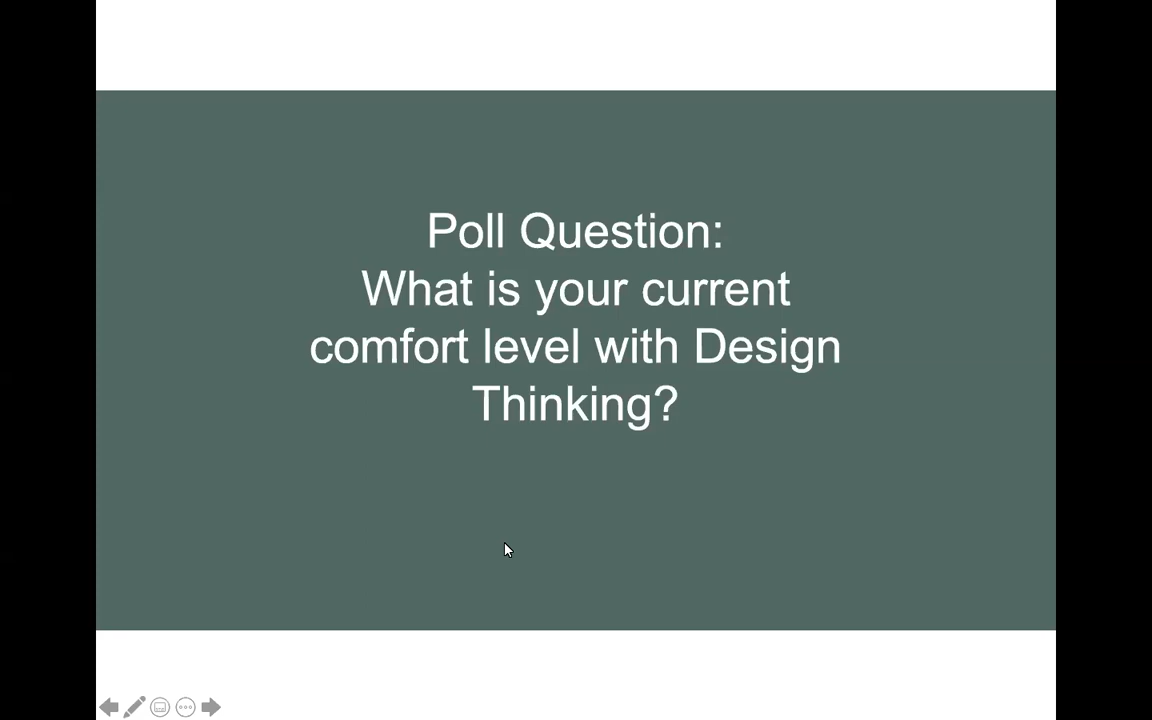 Poll Question:
What is your current
comfort level with Design
Thinking?